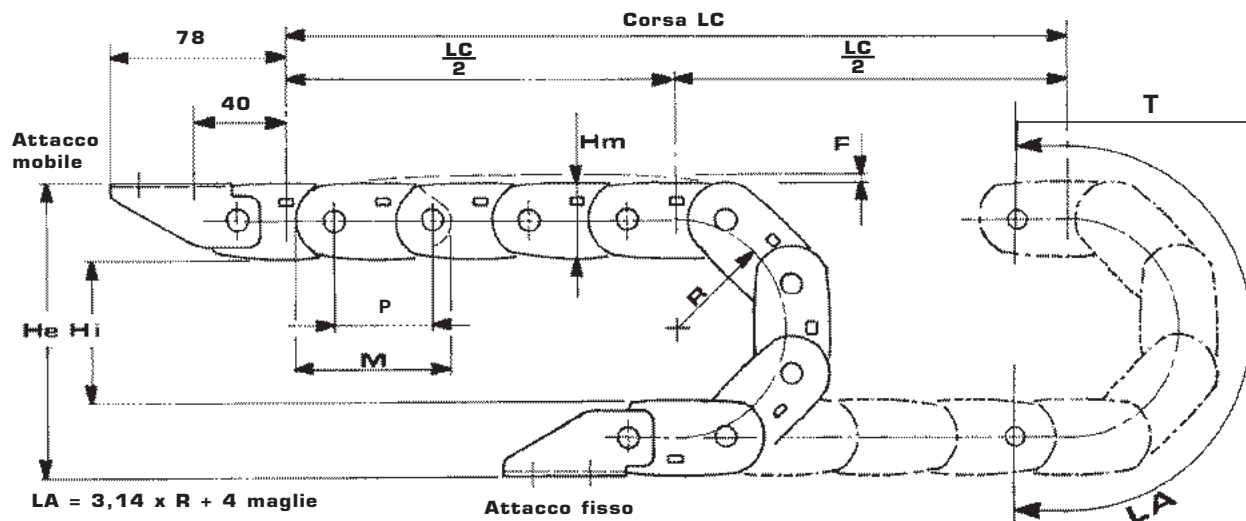 Corsa LC
78
LC
2
LC
2
40
T
Attacco
mobile
Hm
F
R
P
He Hi
M
LA
LA = 3,14 x R + 4 maglie
Attacco fisso